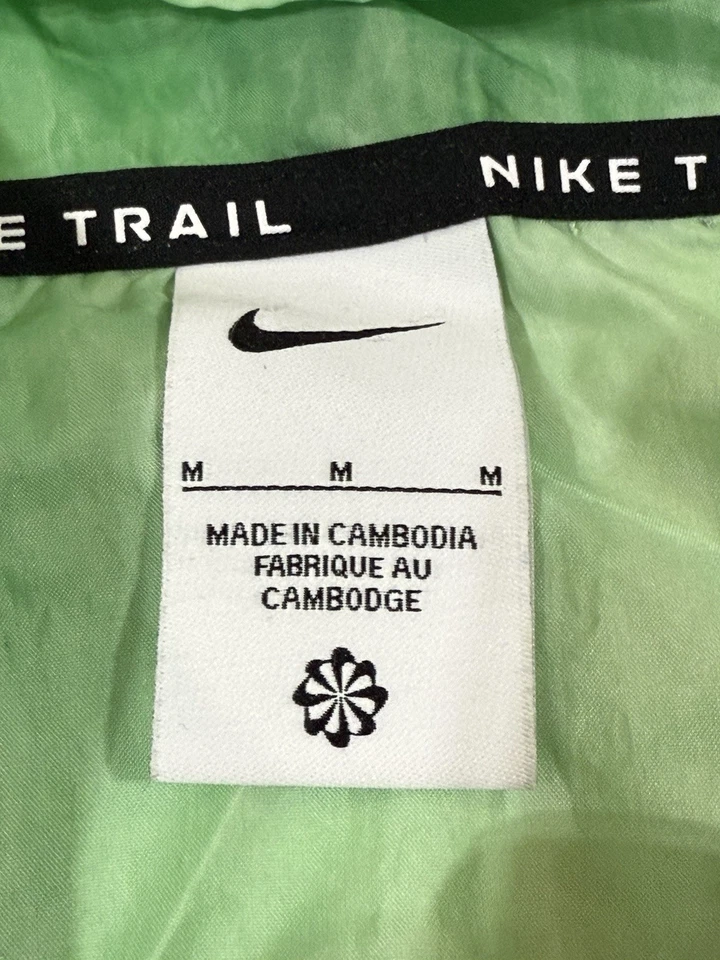 E TRAIL NIKE T
M M M
MADE IN CAMBODIA
FABRIQUE AU
CAMBODGE